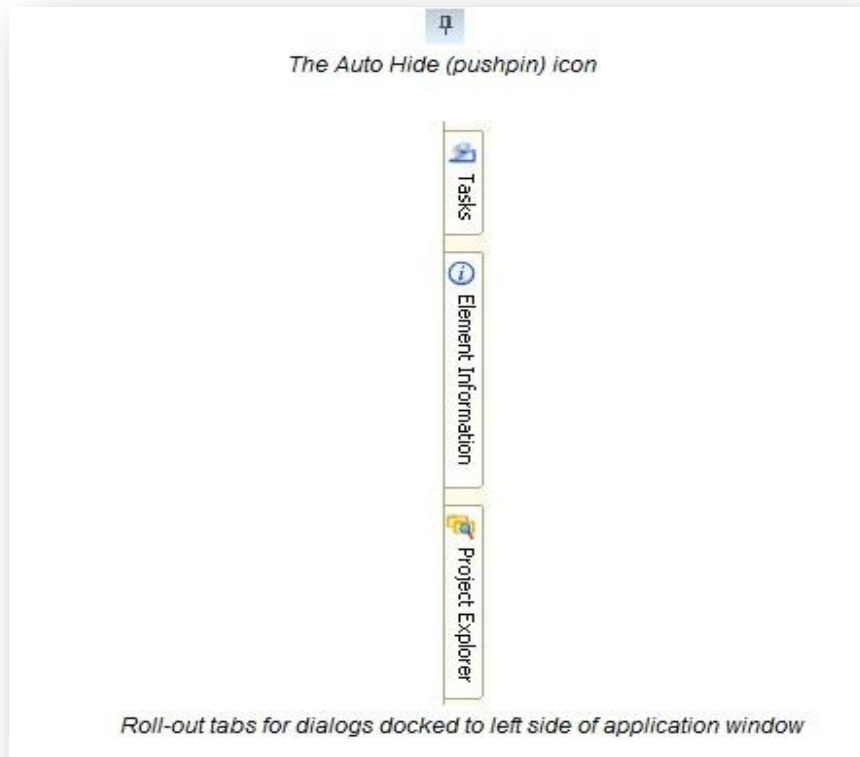 The Auto Hide (pushpin) icon
Tasks
Element Information
Project Explorer
Roll-out tabs for dialogs docked to left side of application window